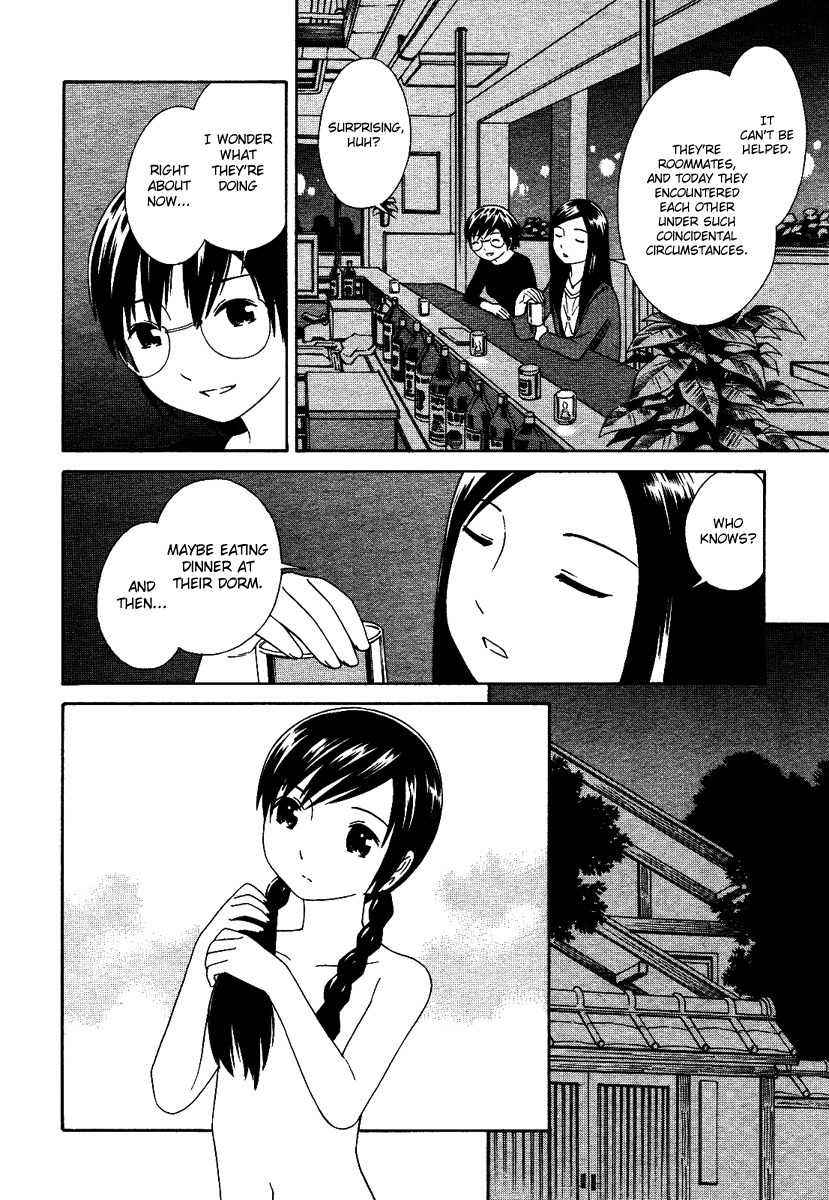 IT
CAN'T BE
HELPED.
THEY'RE
ROOMMATES,
AND TODAY THEY
ENCOUNTERED
EACH OTHER
UNDER SUCH
COINCIDENTAL
CIRCUMSTANCES.
SURPRISING,
HUH?
I WONDER
WHAT
THEY'RE
DOING
RIGHT
ABOUT
NOW...
WHO
KNOWS?
MAYBE EATING
DINNER AT
THEIR DORM.
AND
THEN...